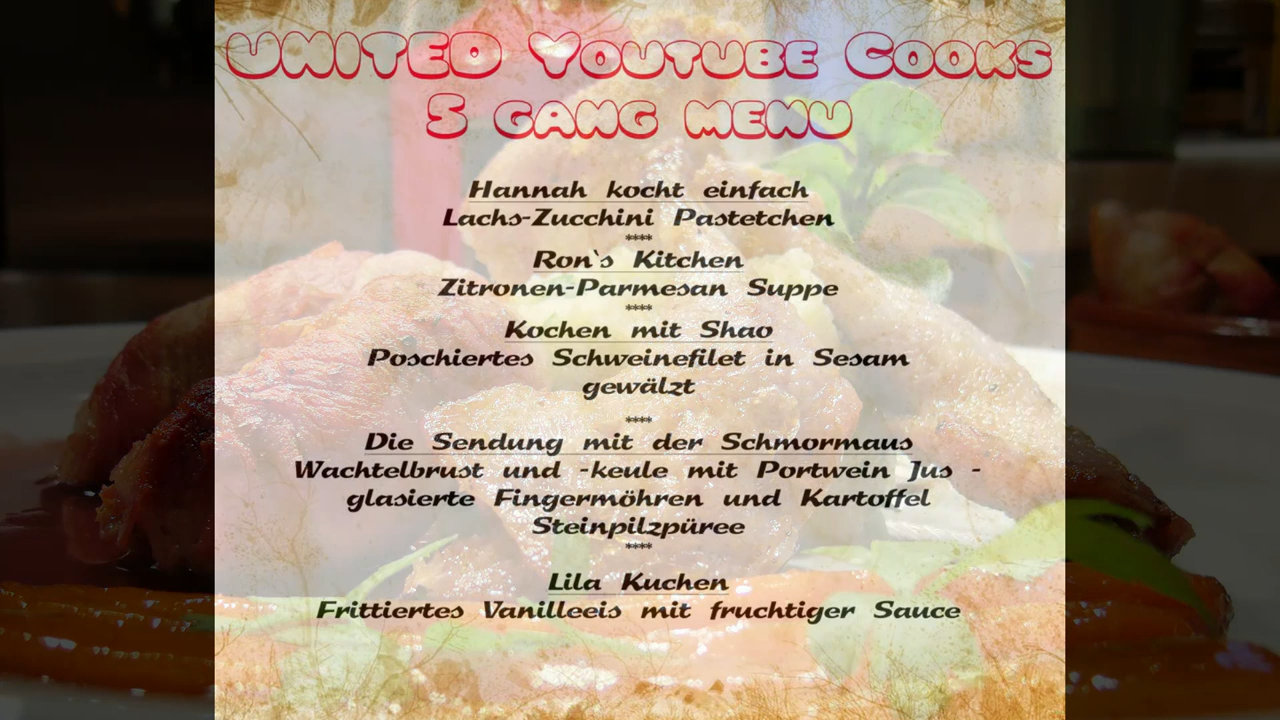 UNITED YOUTUBE COOKS
5 GANG MENU
Hannah kocht einfach
Lachs-Zucchini Pastetchen
****
Ron`s Kitchen
Zitronen-Parmesan Suppe
****
Kochen mit Shao
Poschiertes Schweinefilet in Sesam
gewälzt
****
Die Sendung mit der Schmormaus
Wachtelbrust und -keule mit Portwein Jus -
glasierte Fingermöhren und Kartoffel
Steinpilzpüree
****
Lila Kuchen
Frittiertes Vanilleeis mit fruchtiger Sauce